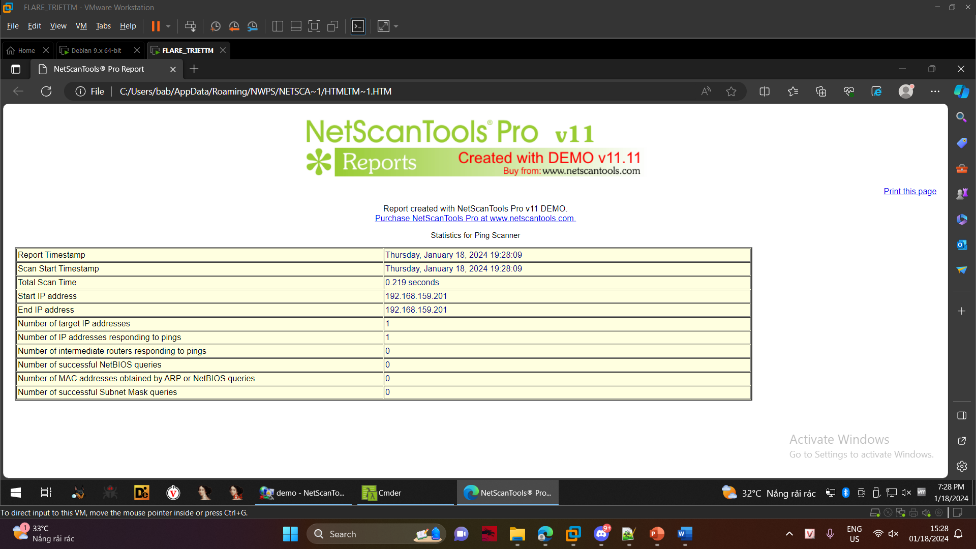 FLARE_TRIETTM - VMware Workstation
File Edit View VM Tabs Help
Home
Debian 9.x 64-bit
FLARE_TRIETTM
NetScanTools® Pro Report
File
C:/Users/bab/AppData/Roaming/NWPS/NETSCA~1/HTMLTM~1.HTM
NetScanTools® Pro v11
Reports
Created with DEMO v11.11
Buy from: www.netscantools.com
Print this page
Report created with NetScanTools Pro v11 DEMO.
Purchase NetScanTools Pro at www.netscantools.com.
Statistics for Ping Scanner
Report Timestamp Thursday, January 18, 2024 19:28:09
Scan Start Timestamp Thursday, January 18, 2024 19:28:09
Total Scan Time 0.219 seconds
Start IP address 192.168.159.201
End IP address 192.168.159.201
Number of target IP addresses 1
Number of IP addresses responding to pings 1
Number of intermediate routers responding to pings 0
Number of successful NetBIOS queries 0
Number of MAC addresses obtained by ARP or NetBIOS queries 0
Number of successful Subnet Mask queries 0
Activate Windows
Go to Settings to activate Windows.
demo - NetScanTo...
Cmder
NetScanTools® Pro...
32°C Nắng rải rác
7:28 PM
1/18/2024
To direct input to this VM, move the mouse pointer inside or press Ctrl+G.
33°C
Nắng rải rác
Search
ENG
US
15:28
01/18/2024